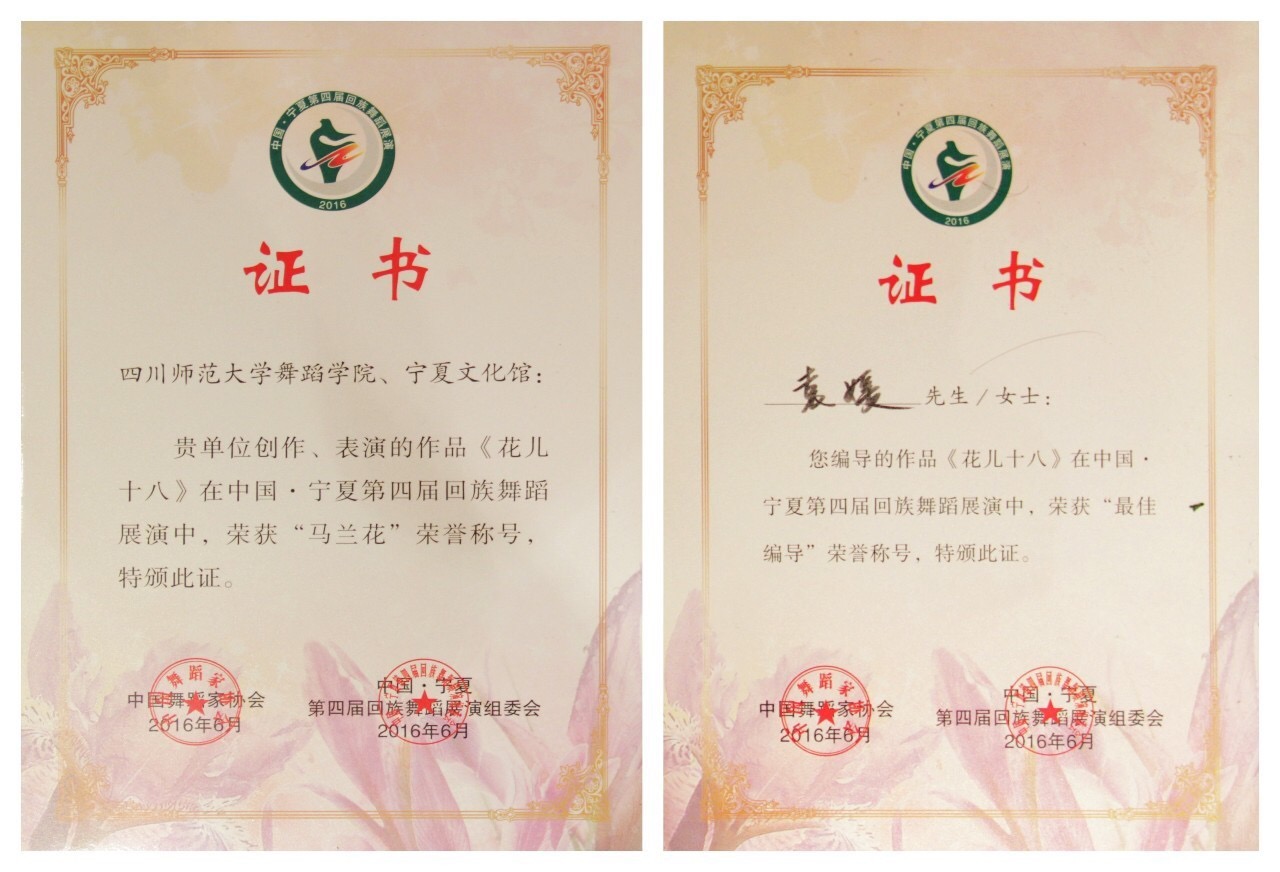 中国·宁夏第四届回族舞蹈展演
2016
证 书
四川师范大学舞蹈学院、宁夏文化馆：
贵单位创作、表演的作品《花儿
十八》在中国·宁夏第四届回族舞蹈
展演中，荣获“马兰花”荣誉称号，
特颁此证。
中国舞蹈家协会
2016年6月
中国·宁夏
第四届回族舞蹈展演组委会
2016年6月
中国·宁夏第四届回族舞蹈展演
2016
证 书
袁媛 先生/女士：
您编导的作品《花儿十八》在中国·
宁夏第四届回族舞蹈展演中，荣获“最佳
编导”荣誉称号，特颁此证。
中国舞蹈家协会
2016年6月
中国·宁夏
第四届回族舞蹈展演组委会
2016年6月